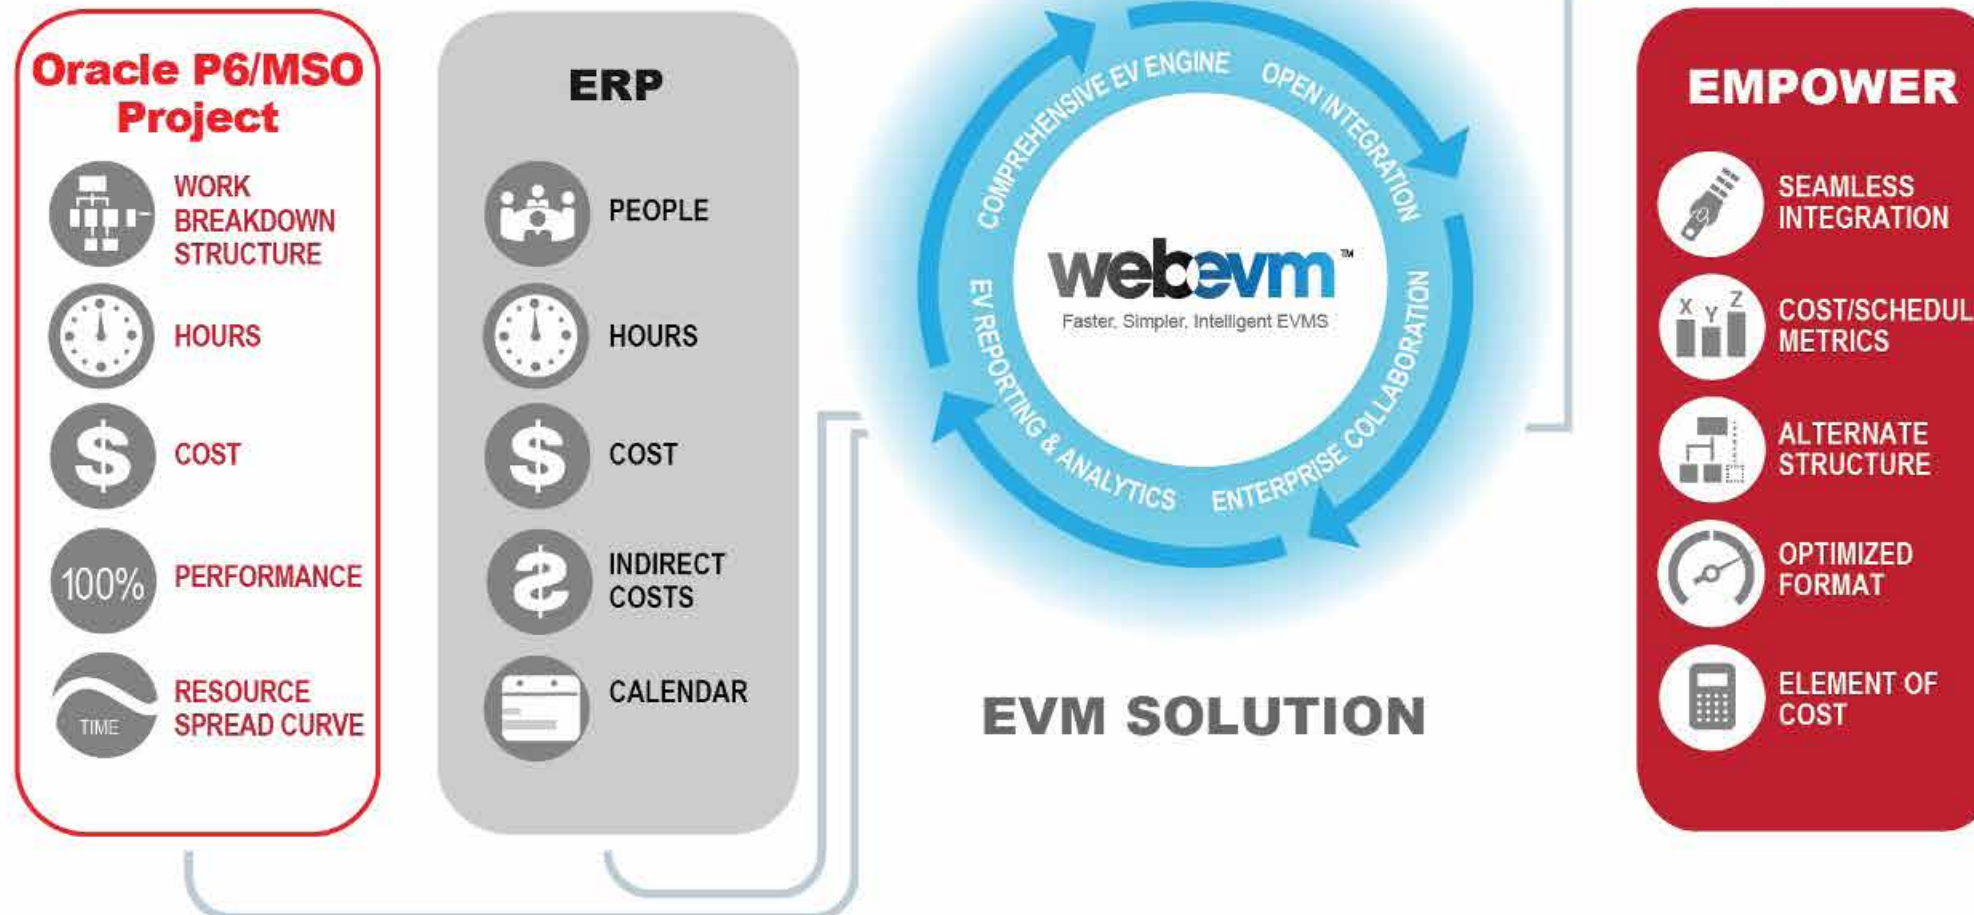 Oracle P6/MSO
Project
WORK
BREAKDOWN
STRUCTURE
HOURS
$
COST
100%
PERFORMANCE
TIME
RESOURCE
SPREAD CURVE
ERP
PEOPLE
HOURS
$
COST
INDIRECT
COSTS
CALENDAR
COMPREHENSIVE EV ENGINE
OPEN INTEGRATION
ENTERPRISE COLLABORATION
EV REPORTING & ANALYTICS
webevm™
Faster, Simpler, Intelligent EVMS
EVM SOLUTION
EMPOWER
SEAMLESS
INTEGRATION
X Y Z
COST/SCHEDUL
METRICS
ALTERNATE
STRUCTURE
OPTIMIZED
FORMAT
ELEMENT OF
COST